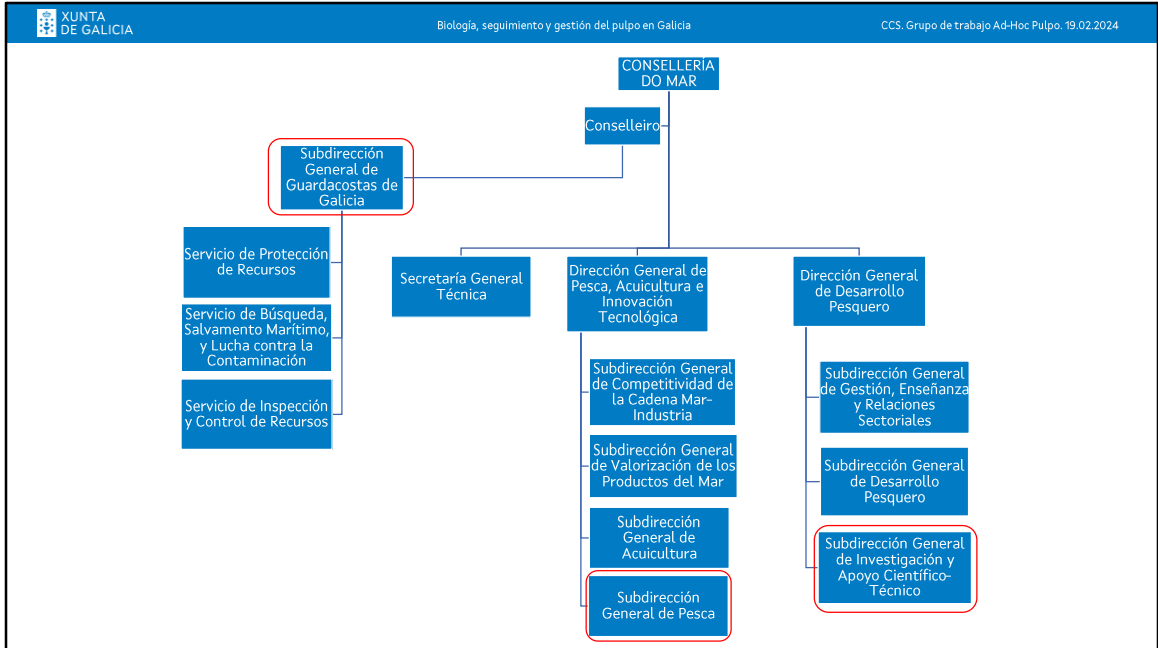 XUNTA
DE GALICIA
Biología, seguimiento y gestión del pulpo en Galicia
CCS. Grupo de trabajo Ad-Hoc Pulpo. 19.02.2024
CONSELLERÍA
DO MAR
Conselleiro
Subdirección
General de
Guardacostas de
Galicia
Servicio de Protección
de Recursos
Servicio de Búsqueda,
Salvamento Marítimo,
y Lucha contra la
Contaminación
Servicio de Inspección
y Control de Recursos
Secretaría General
Técnica
Dirección General de
Pesca, Acuicultura e
Innovación
Tecnológica
Subdirección General
de Competitividad de
la Cadena Mar-
Industria
Subdirección General
de Valorización de los
Productos del Mar
Subdirección
General de
Acuicultura
Subdirección
General de Pesca
Dirección General
de Desarrollo
Pesquero
Subdirección General
de Gestión, Enseñanza
y Relaciones
Sectoriales
Subdirección General
de Desarrollo
Pesquero
Subdirección General
de Investigación y
Apoyo Científico-
Técnico